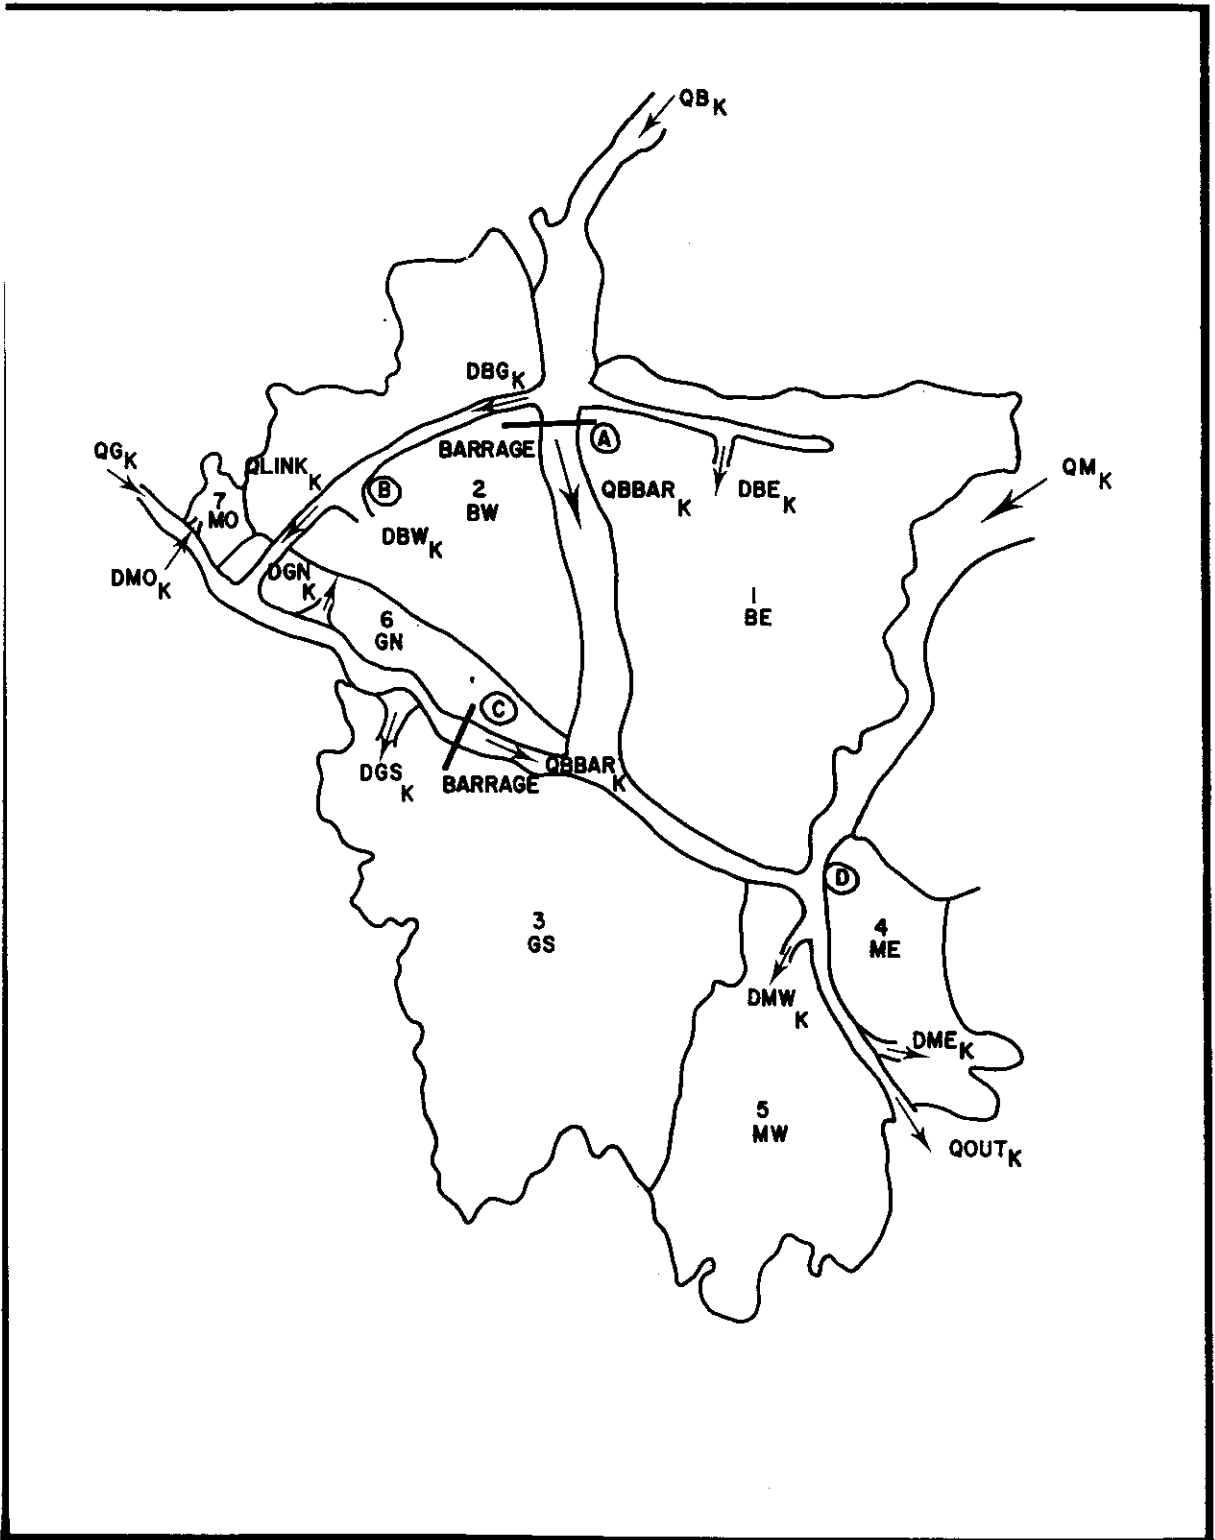 QB K
DBG K
BARRAGE
A
QG K
QLINK K
QBBAR K
DBE K
QM K
7
MO
B
2
BW
DBW K
DMO K
DGN K
1
BE
6
GN
C
DGS K
BARRAGE
QBBAR K
D
3
GS
4
ME
DMW K
DME K
5
MW
QOUT K